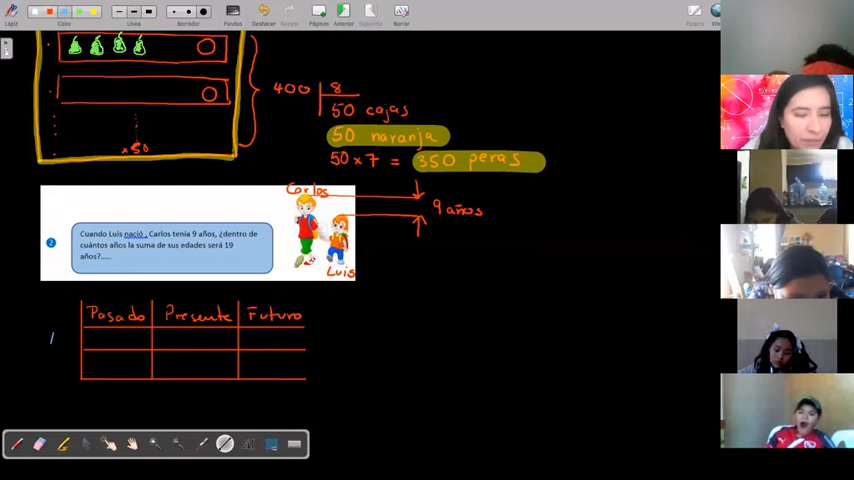 Lápiz
Color
Línea
Borrador
Fondos
Deshacer
Repetir
Páginas
Anterior
Siguiente
Borrar
400 8
50 cajas
50 naranja
50 x 7 = 350 peras
x50
Carlos
9 años
2
Cuando Luis nació , Carlos tenía 9 años, ¿dentro de
cuántos años la suma de sus edades será 19
años?.....
Luis
Pasado Presente Futuro